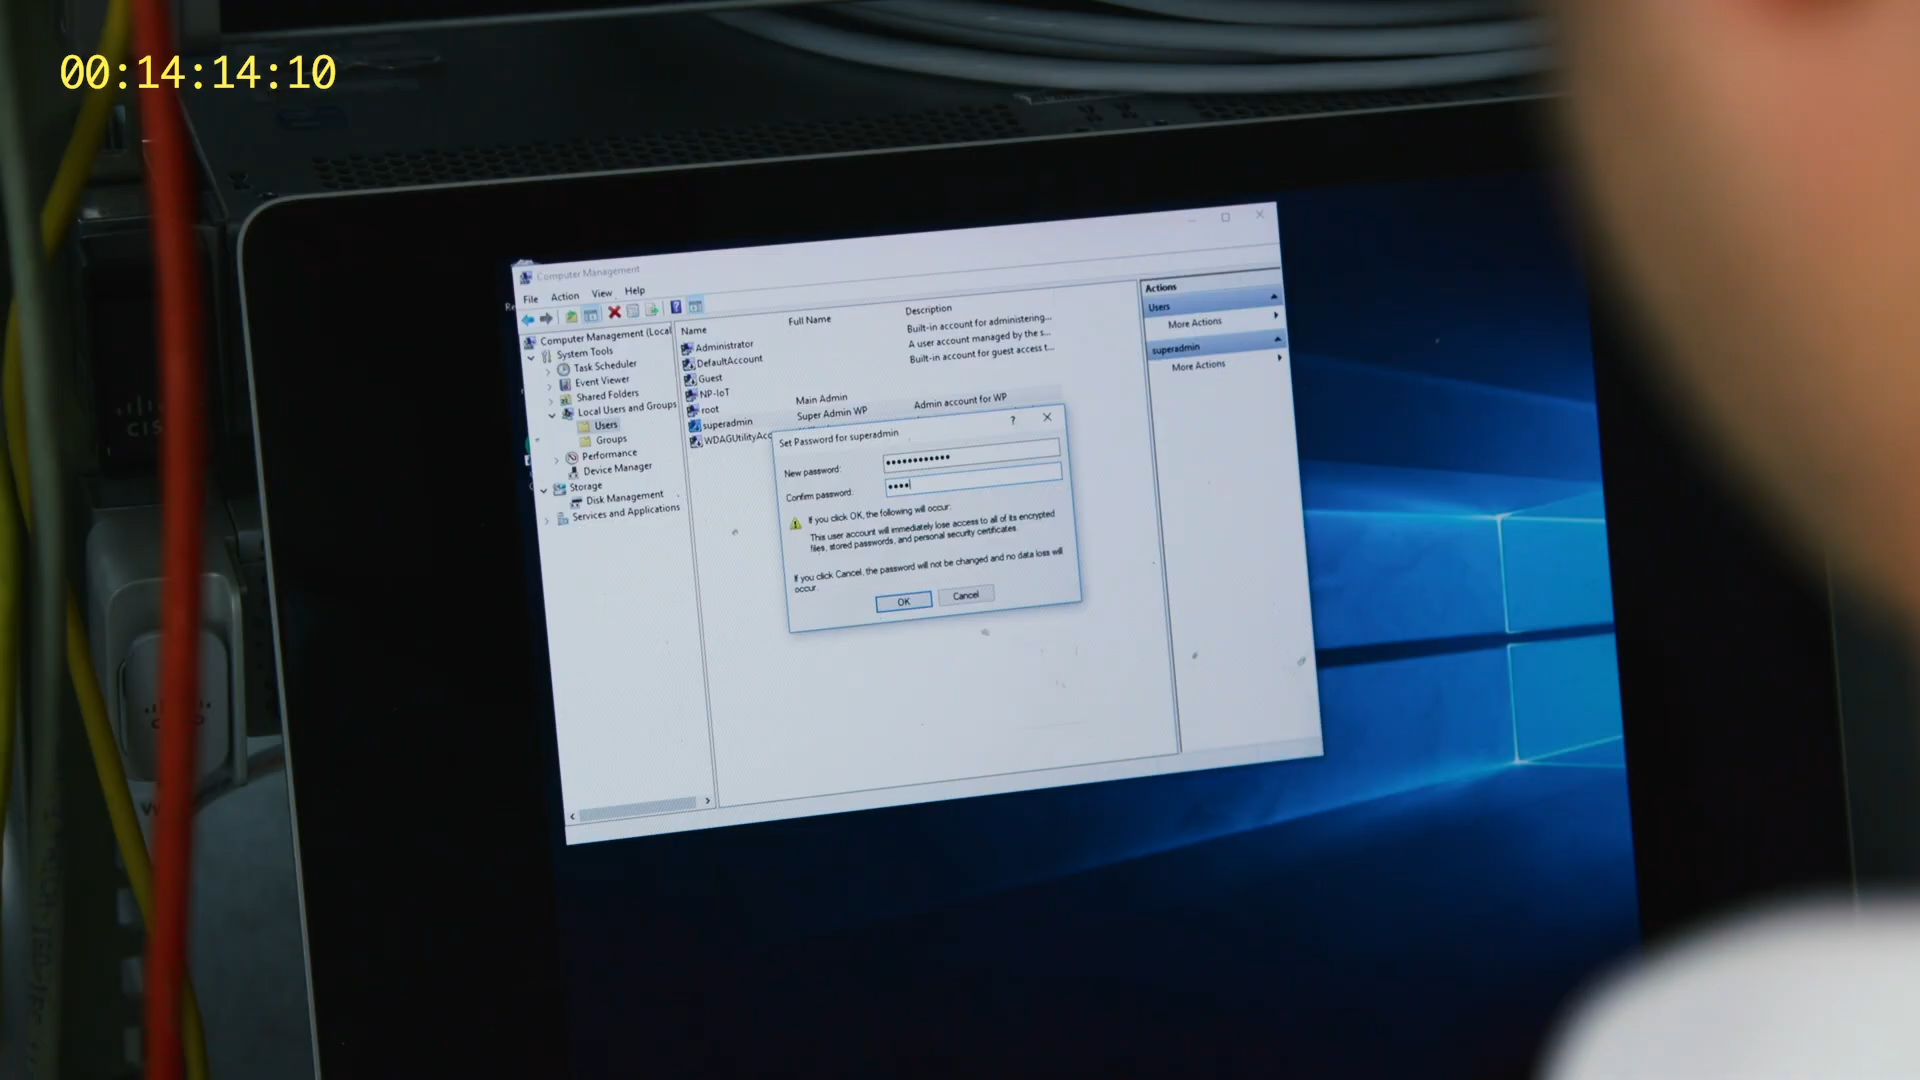 00:14:14:10
Computer Management
File Action View Help
Computer Management (Local
System Tools
Task Scheduler
Event Viewer
Shared Folders
Local Users and Groups
Users
Groups
Performance
Device Manager
Storage
Disk Management
Services and Applications
Name Full Name Description
Administrator Built-in account for administering...
DefaultAccount A user account managed by the s...
Guest Built-in account for guest access t...
NP-IoT
root Main Admin
superadmin Super Admin WP Admin account for WP
WDAGUtilityAcc
Actions
Users
More Actions
superadmin
More Actions
Set Password for superadmin
New password: ••••••••••••
Confirm password: ••••
If you click OK, the following will occur:
This user account will immediately lose access to all of its encrypted
files, stored passwords, and personal security certificates.
If you click Cancel, the password will not be changed and no data loss will
occur.
OK Cancel